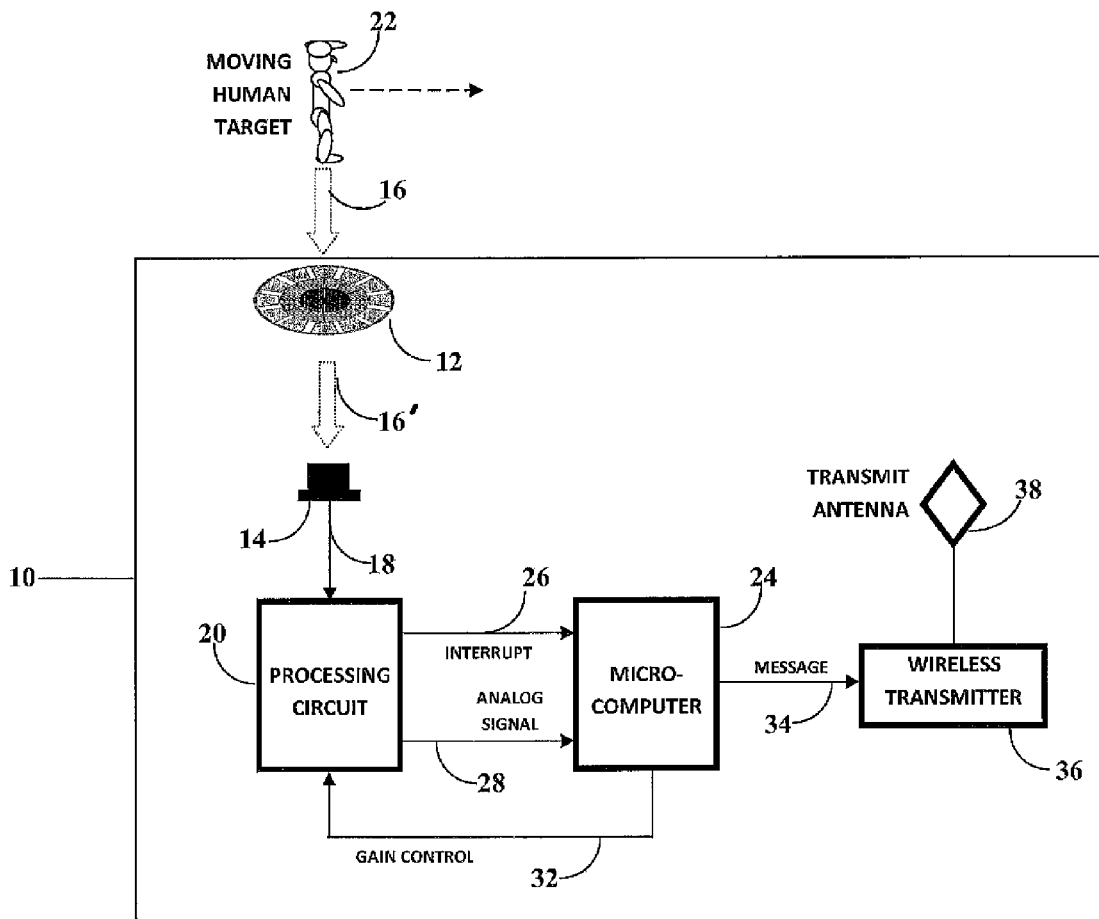 22
MOVING
HUMAN
TARGET
16
12
16'
TRANSMIT
ANTENNA
38
14
18
10
26
24
20
INTERRUPT
PROCESSING
CIRCUIT
ANALOG
SIGNAL
MICRO-
COMPUTER
MESSAGE
WIRELESS
TRANSMITTER
34
28
36
GAIN CONTROL
32